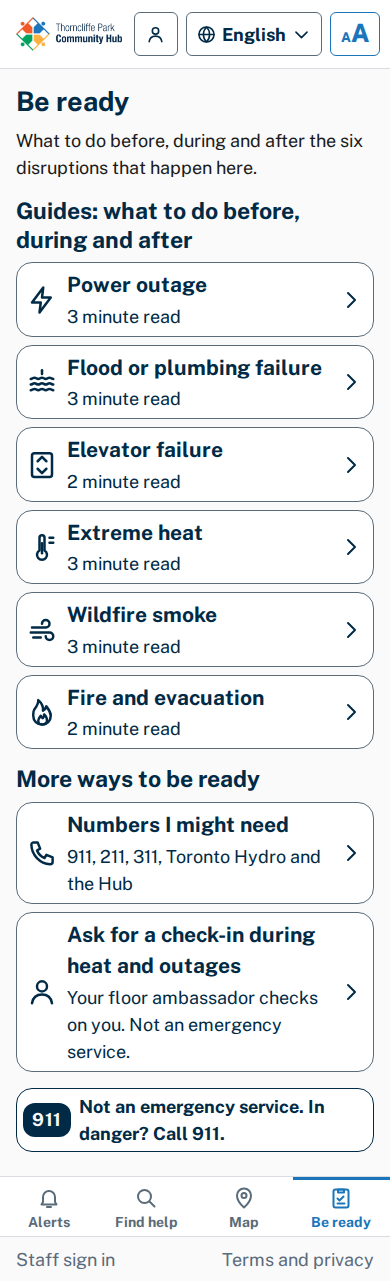 Thorncliffe Park
Community Hub
English
AA
Be ready
What to do before, during and after the six
disruptions that happen here.
Guides: what to do before,
during and after
Power outage
3 minute read
Flood or plumbing failure
3 minute read
Elevator failure
2 minute read
Extreme heat
3 minute read
Wildfire smoke
3 minute read
Fire and evacuation
2 minute read
More ways to be ready
Numbers I might need
911, 211, 311, Toronto Hydro and
the Hub
Ask for a check-in during
heat and outages
Your floor ambassador checks
on you. Not an emergency
service.
911
Not an emergency service. In
danger? Call 911.
Alerts
Find help
Map
Be ready
Staff sign in
Terms and privacy